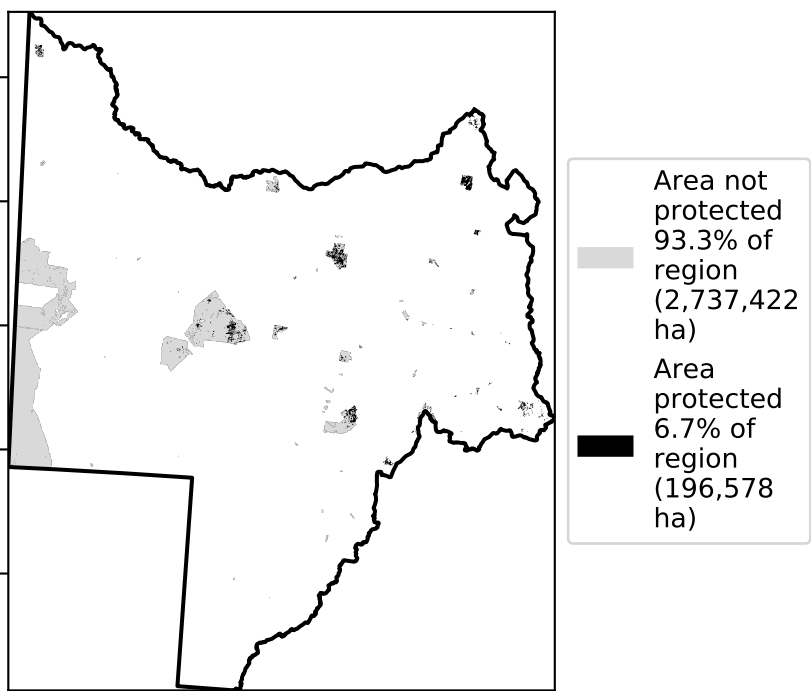 Area not
protected
93.3% of
region
(2,737,422
ha)
Area
protected
6.7% of
region
(196,578
ha)